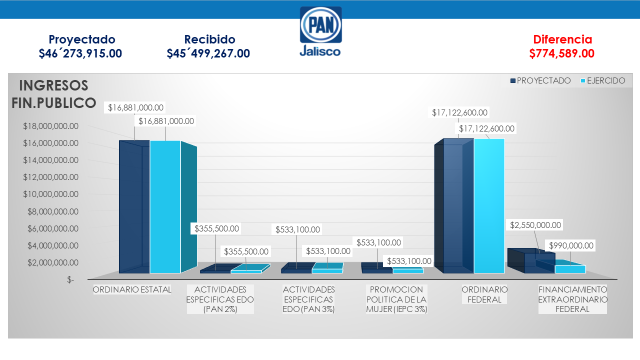 PAN
Jalisco
Proyectado
$46´273,915.00
Recibido
$45´499,267.00
Diferencia
$774,589.00
INGRESOS
FIN.PUBLICO
PROYECTADO
EJERCIDO
$18,000,000.00
$16,000,000.00
$14,000,000.00
$12,000,000.00
$10,000,000.00
$8,000,000.00
$6,000,000.00
$4,000,000.00
$2,000,000.00
$-
$16,881,000.00
$16,881,000.00
$355,500.00
$355,500.00
$533,100.00
$533,100.00
$533,100.00
$533,100.00
$17,122,600.00
$17,122,600.00
$2,550,000.00
$990,000.00
ORDINARIO ESTATAL
ACTIVIDADES
ESPECIFICAS EDO
(PAN 2%)
ACTIVIDADES
ESPECIFICAS
EDO(PAN 3%)
PROMOCION
POLITICA DE LA
MUJER(IEPC 3%)
ORDINARIO
FEDERAL
FINANCIAMIENTO
EXTRAORDINARIO
FEDERAL